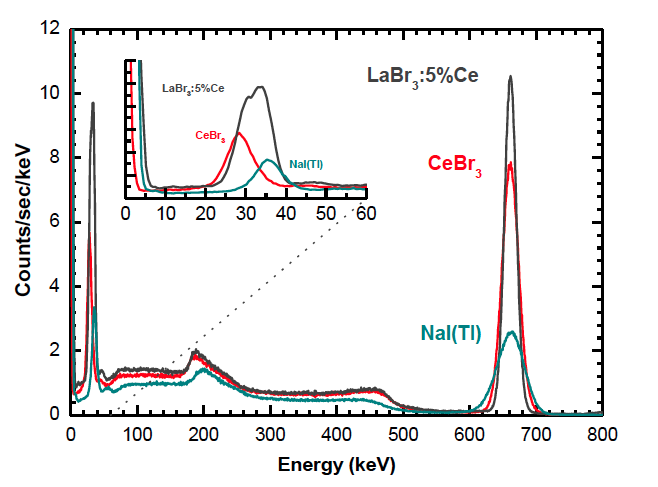 12
10
8
6
4
2
0
Counts/sec/keV
LaBr3:5%Ce
CeBr3
NaI(Tl)
0 10 20 30 40 50 60
LaBr3:5%Ce
CeBr3
NaI(Tl)
0 100 200 300 400 500 600 700 800
Energy (keV)